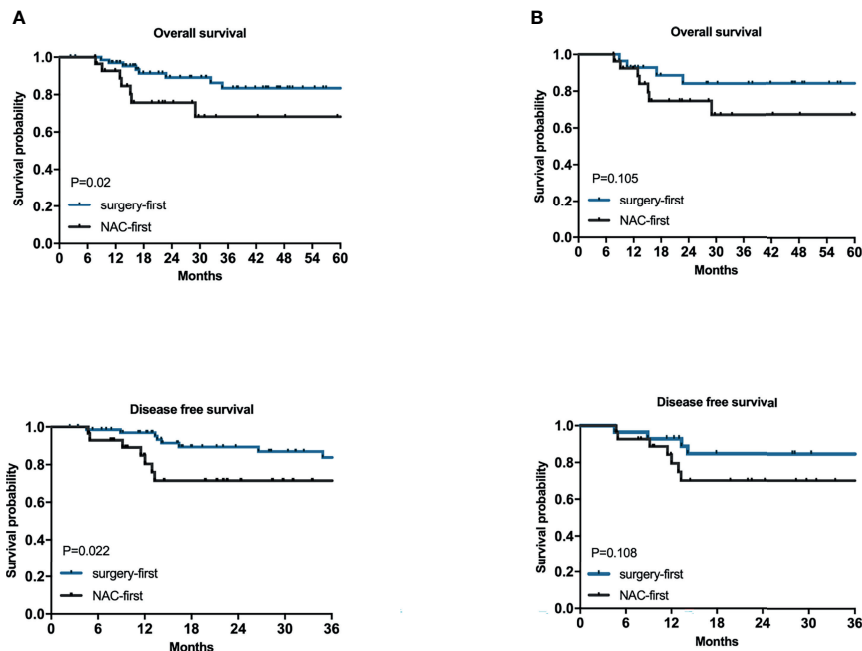 A
Overall survival
Survival probability
1.0
0.8
0.6
0.4
0.2
0.0
P=0.02
surgery-first
NAC-first
0 6 12 18 24 30 36 42 48 54 60
Months
B
Overall survival
Survival probability
1.0
0.8
0.6
0.4
0.2
0.0
P=0.105
surgery-first
NAC-first
0 6 12 18 24 30 36 42 48 54 60
Months
Disease free survival
Survival probability
1.0
0.8
0.6
0.4
0.2
0.0
P=0.022
surgery-first
NAC-first
0 6 12 18 24 30 36
Months
Disease free survival
Survival probability
1.0
0.8
0.6
0.4
0.2
0.0
P=0.108
surgery-first
NAC-first
0 6 12 18 24 30 36
Months